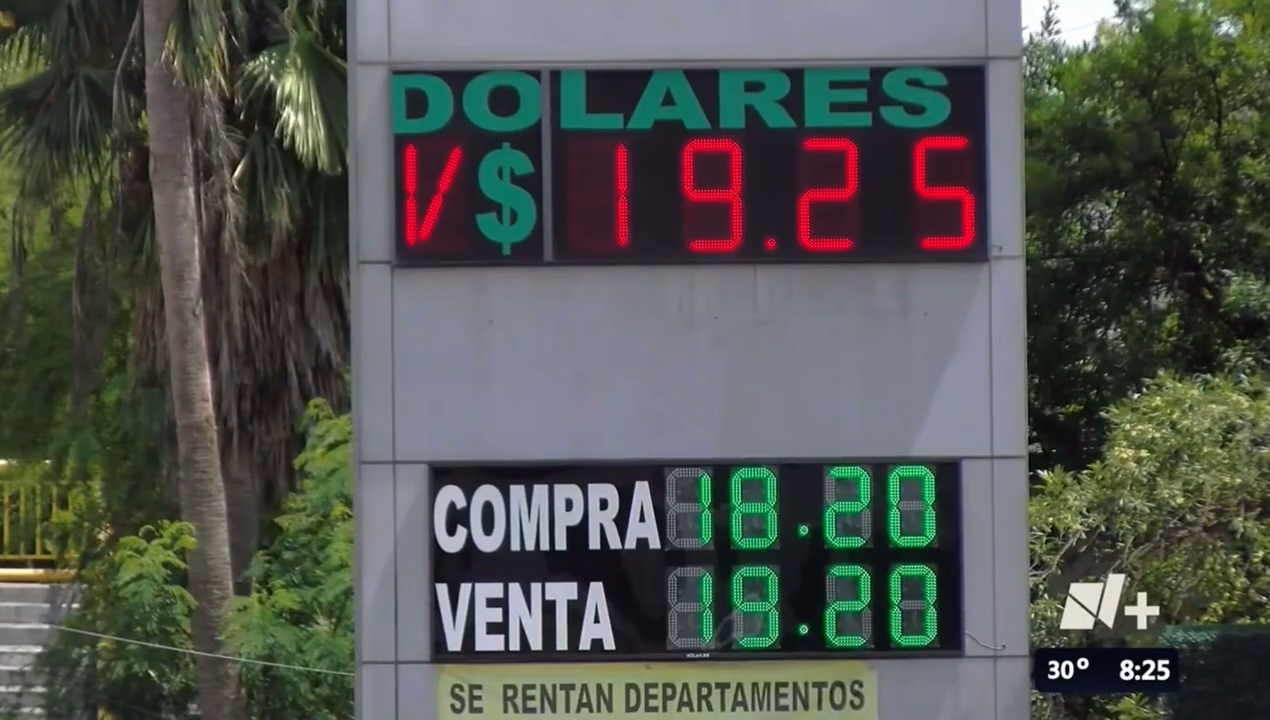 DOLARES
V$ 19.25
COMPRA 18.20
VENTA 19.20
SE RENTAN DEPARTAMENTOS
N+
30° 8:25